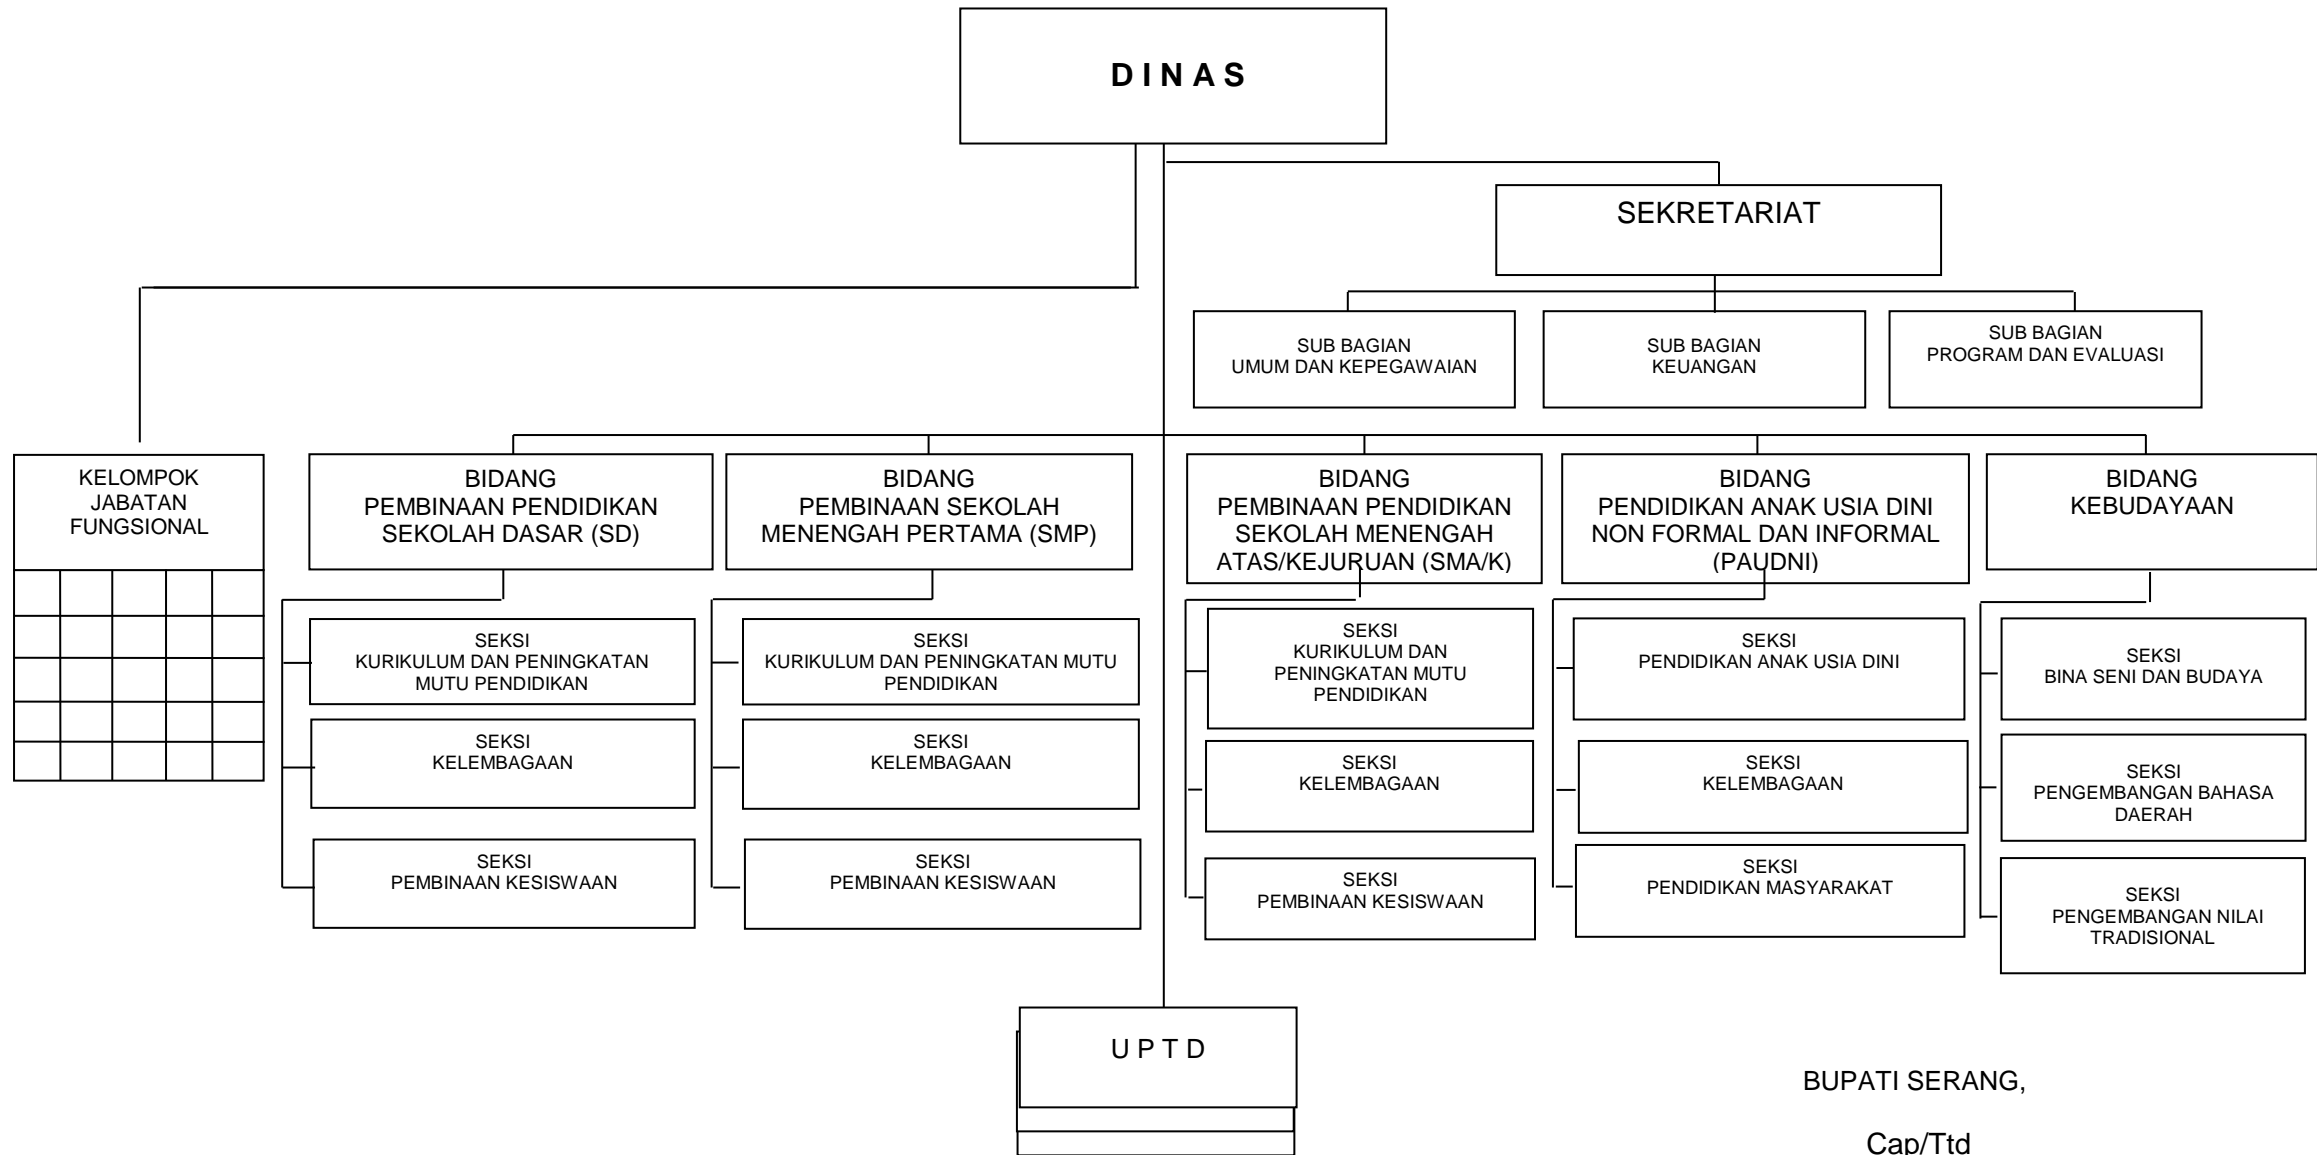 D I N A S
SEKRETARIAT
SUB BAGIAN
UMUM DAN KEPEGAWAIAN
SUB BAGIAN
KEUANGAN
SUB BAGIAN
PROGRAM DAN EVALUASI
KELOMPOK
JABATAN
FUNGSIONAL
BIDANG
PEMBINAAN PENDIDIKAN
SEKOLAH DASAR (SD)
BIDANG
PEMBINAAN SEKOLAH
MENENGAH PERTAMA (SMP)
BIDANG
PEMBINAAN PENDIDIKAN
SEKOLAH MENENGAH
ATAS/KEJURUAN (SMA/K)
BIDANG
PENDIDIKAN ANAK USIA DINI
NON FORMAL DAN INFORMAL
(PAUDNI)
BIDANG
KEBUDAYAAN
SEKSI
KURIKULUM DAN PENINGKATAN
MUTU PENDIDIKAN
SEKSI
KELEMBAGAAN
SEKSI
PEMBINAAN KESISWAAN
SEKSI
KURIKULUM DAN PENINGKATAN MUTU
PENDIDIKAN
SEKSI
KELEMBAGAAN
SEKSI
PEMBINAAN KESISWAAN
SEKSI
KURIKULUM DAN
PENINGKATAN MUTU
PENDIDIKAN
SEKSI
KELEMBAGAAN
SEKSI
PEMBINAAN KESISWAAN
SEKSI
PENDIDIKAN ANAK USIA DINI
SEKSI
KELEMBAGAAN
SEKSI
PENDIDIKAN MASYARAKAT
SEKSI
BINA SENI DAN BUDAYA
SEKSI
PENGEMBANGAN BAHASA
DAERAH
SEKSI
PENGEMBANGAN NILAI
TRADISIONAL
U P T D
BUPATI SERANG,
Cap/Ttd